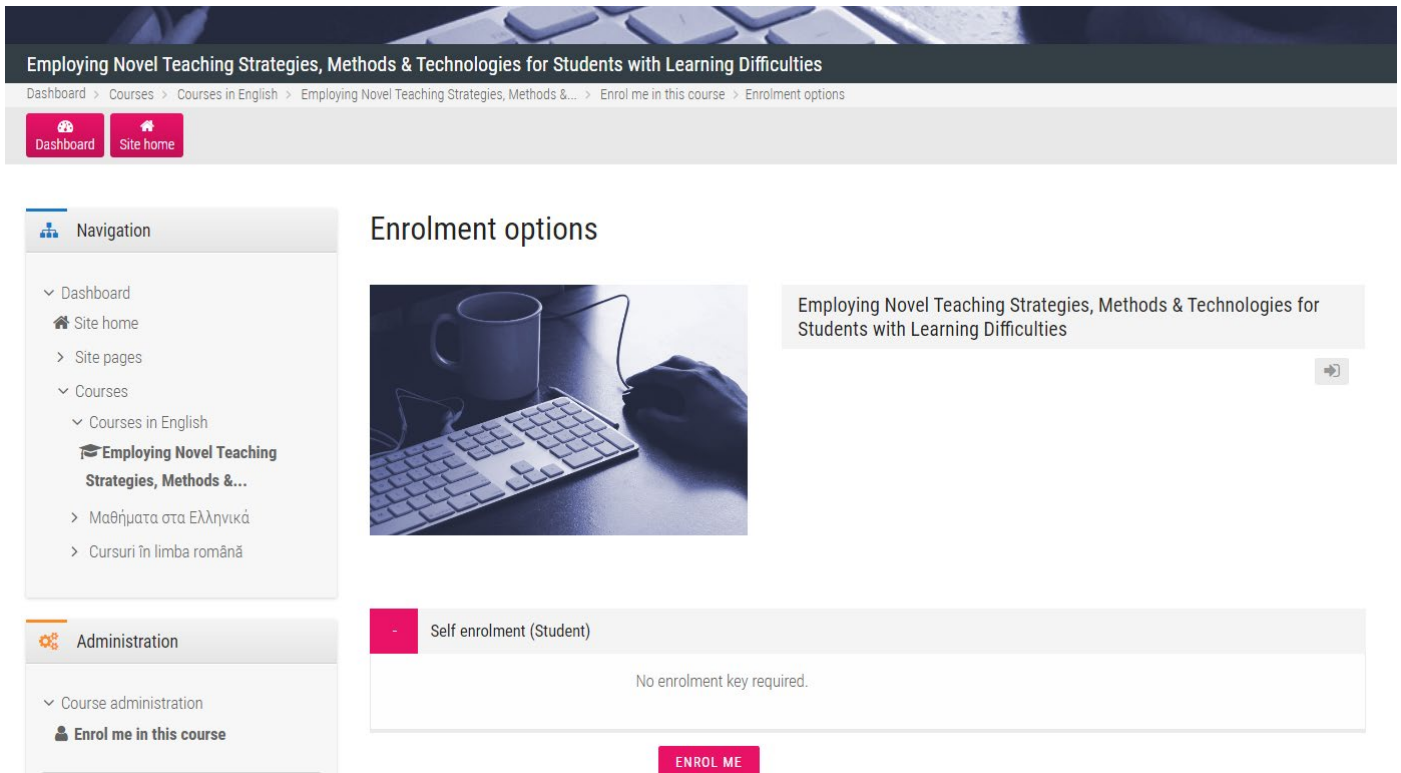 Employing Novel Teaching Strategies, Methods & Technologies for Students with Learning Difficulties
Dashboard > Courses > Courses in English > Employing Novel Teaching Strategies, Methods &... > Enrol me in this course > Enrolment options
Dashboard
Site home
Navigation
Dashboard
Site home
Site pages
Courses
Courses in English
Employing Novel Teaching
Strategies, Methods &...
Μαθήματα στα Ελληνικά
Cursuri în limba română
Administration
Course administration
Enrol me in this course
Enrolment options
Employing Novel Teaching Strategies, Methods & Technologies for
Students with Learning Difficulties
- Self enrolment (Student)
No enrolment key required.
ENROL ME